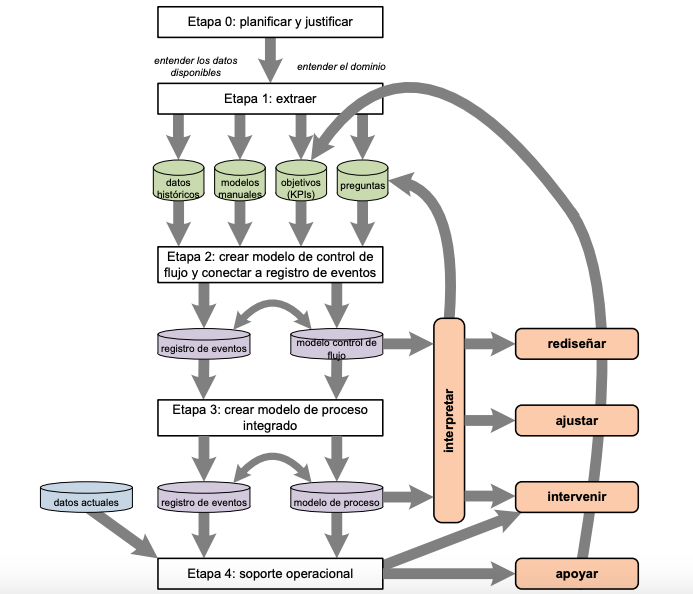 Etapa 0: planificar y justificar
entender los datos
disponibles
entender el dominio
Etapa 1: extraer
datos
históricos
modelos
manuales
objetivos
(KPIs)
preguntas
Etapa 2: crear modelo de control de
flujo y conectar a registro de eventos
registro de eventos
modelo control de
flujo
interpretar
rediseñar
Etapa 3: crear modelo de proceso
integrado
ajustar
datos actuales
registro de eventos
modelo de proceso
intervenir
Etapa 4: soporte operacional
apoyar